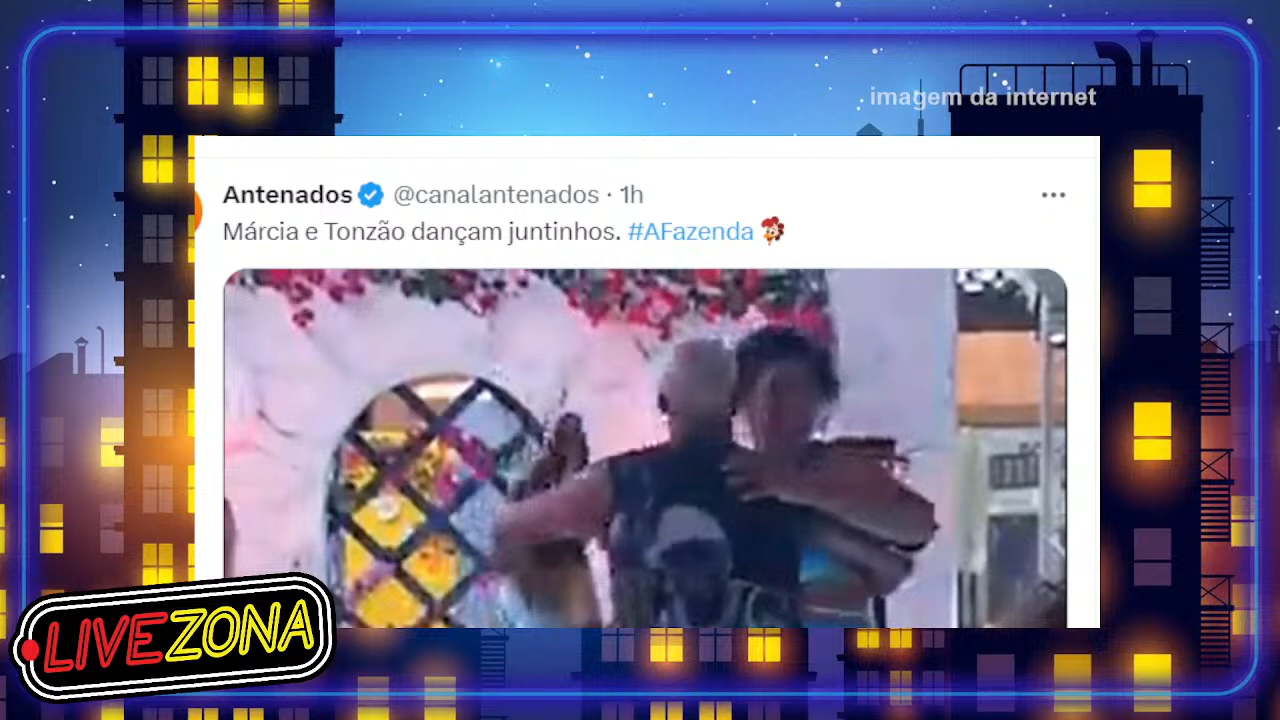 imagem da internet
Antenados @canalantenados · 1h
Márcia e Tonzão dançam juntinhos. #AFazenda
LIVEZONA